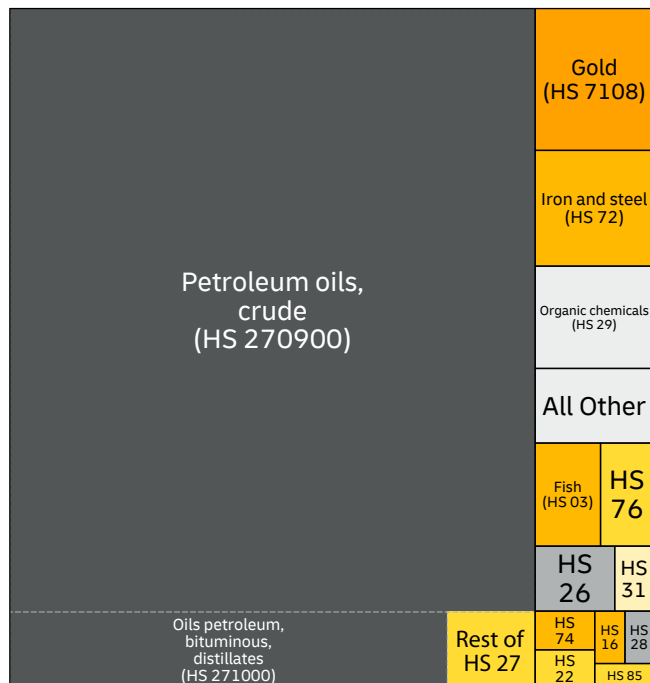 Petroleum oils,
crude
(HS 270900)
Gold
(HS 7108)
Iron and steel
(HS 72)
Organic chemicals
(HS 29)
All Other
Fish
(HS 03)
HS
76
HS
26
HS
31
Oils petroleum,
bituminous,
distillates
(HS 271000)
Rest of
HS 27
HS
74
HS
16
HS
28
HS
22
HS 85